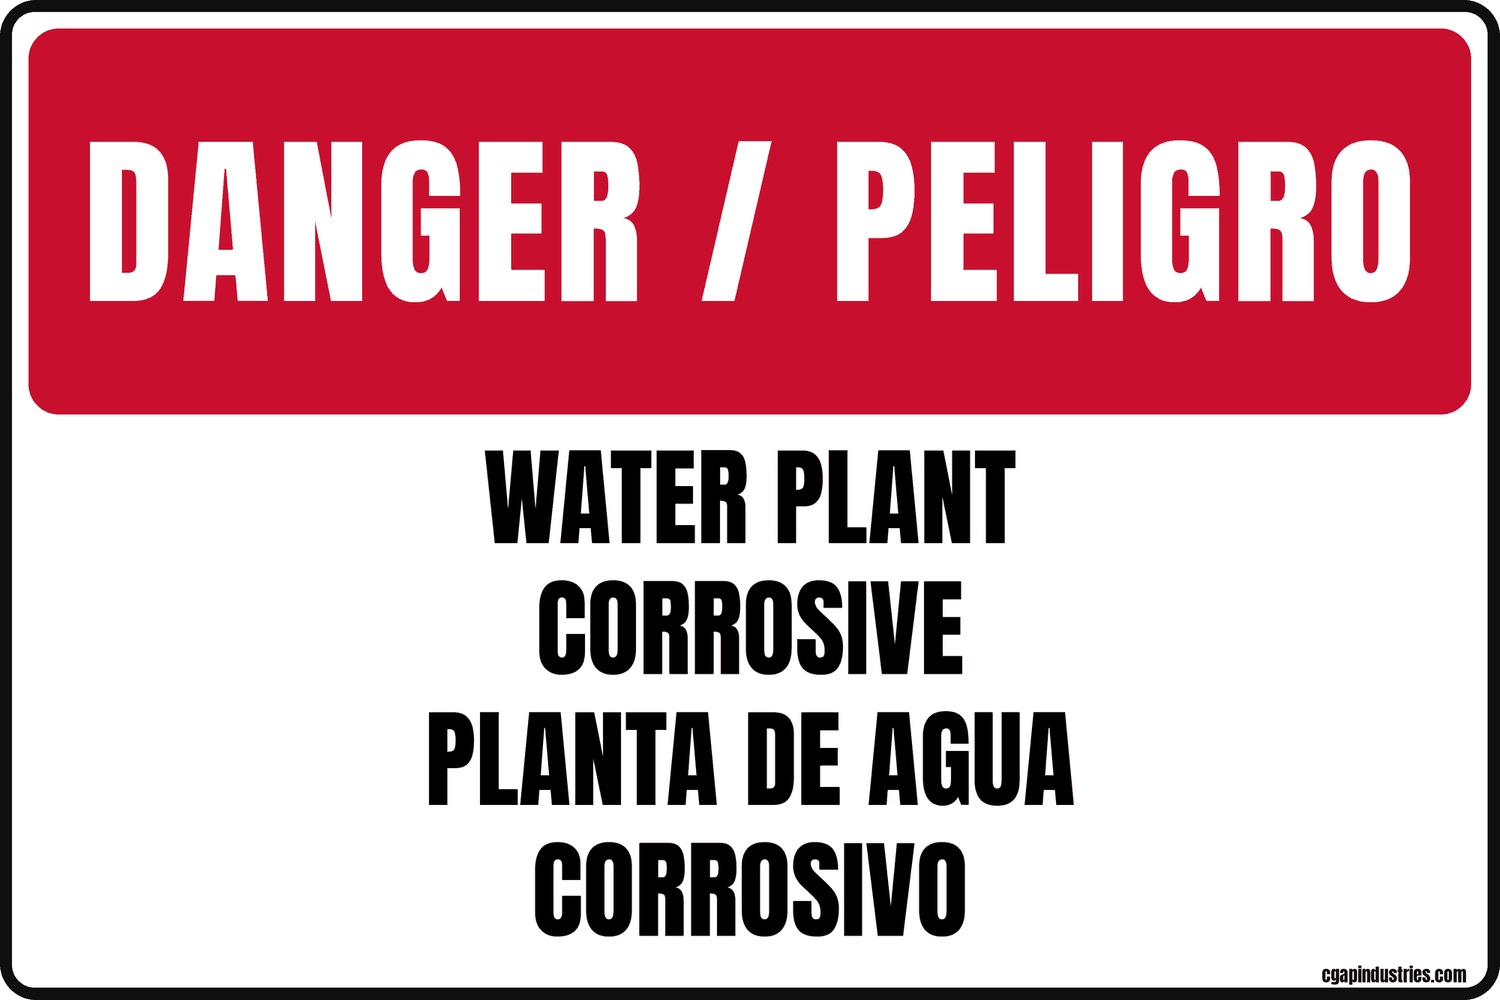 DANGER / PELIGRO
WATER PLANT
CORROSIVE
PLANTA DE AGUA
CORROSIVO
cgapindustries.com